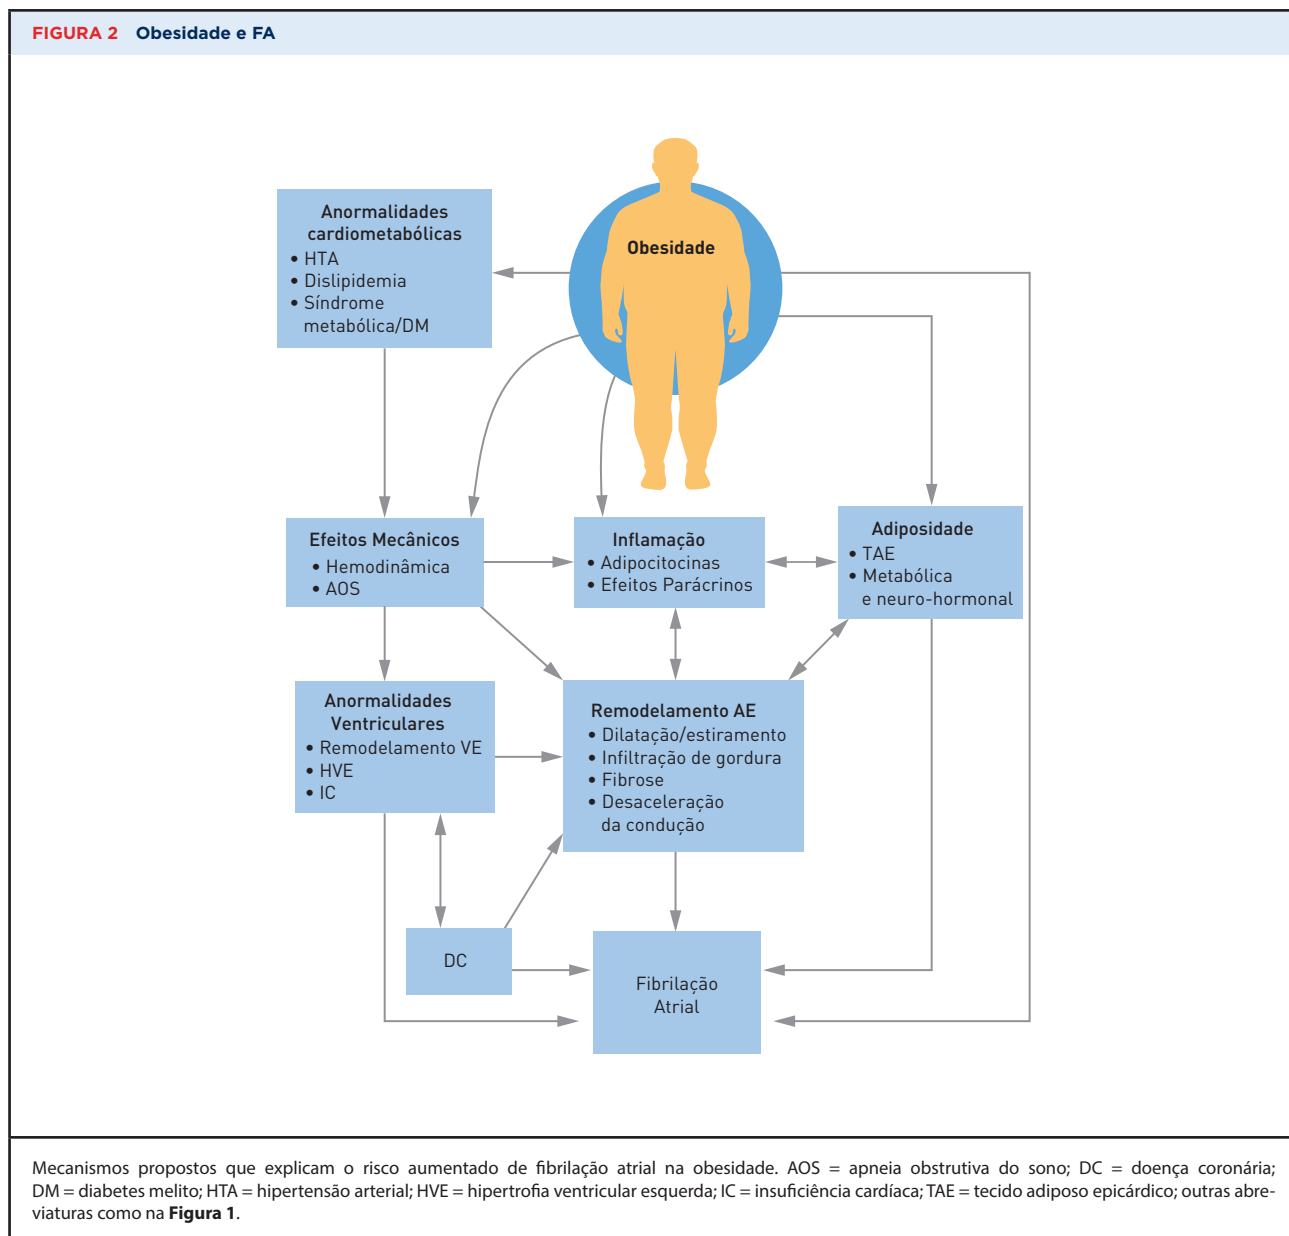 FIGURA 2 Obesidade e FA
Obesidade
Anormalidades
cardiometabólicas
• HTA
• Dislipidemia
• Síndrome
metabólica/DM
Efeitos Mecânicos
• Hemodinâmica
• AOS
Inflamação
• Adipocitocinas
• Efeitos Parácrinos
Adiposidade
• TAE
• Metabólica
e neuro-hormonal
Anormalidades
Ventriculares
• Remodelamento VE
• HVE
• IC
Remodelamento AE
• Dilatação/estiramento
• Infiltração de gordura
• Fibrose
• Desaceleração
da condução
DC
Fibrilação
Atrial
Mecanismos propostos que explicam o risco aumentado de fibrilação atrial na obesidade. AOS = apneia obstrutiva do sono; DC = doença coronária;
DM = diabetes melito; HTA = hipertensão arterial; HVE = hipertrofia ventricular esquerda; IC = insuficiência cardíaca; TAE = tecido adiposo epicárdico; outras abre-
viaturas como na Figura 1.